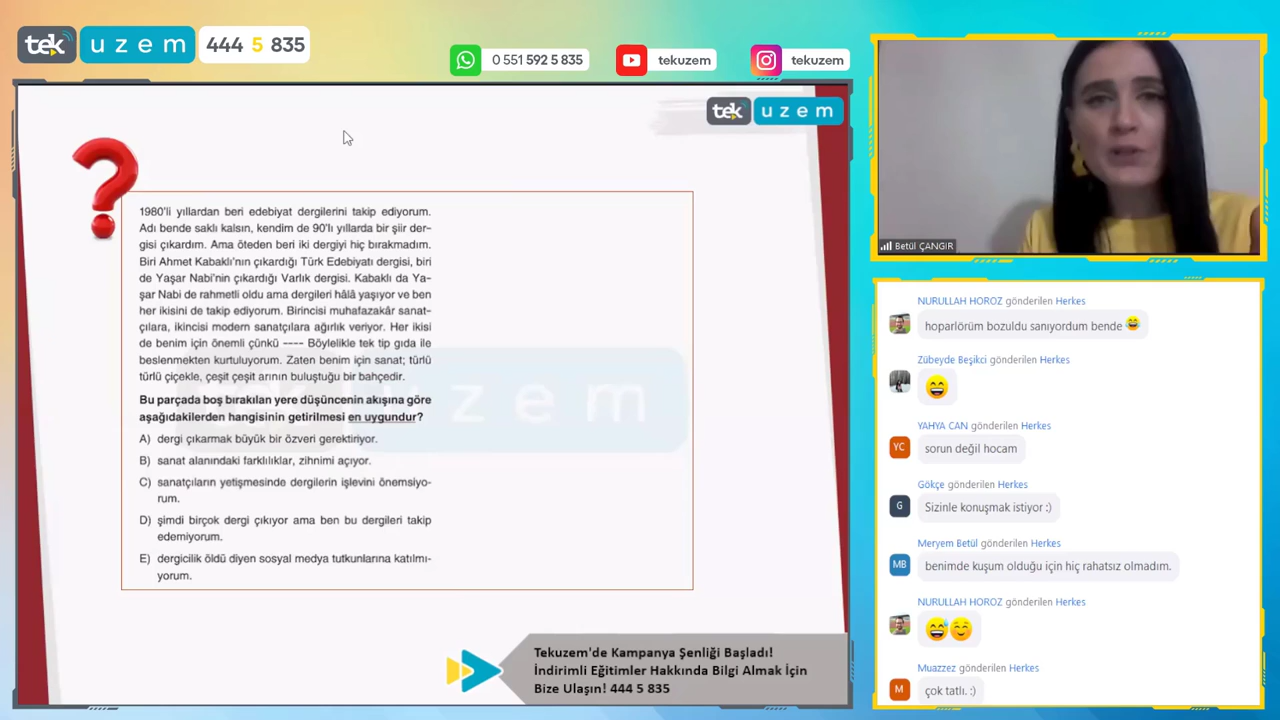 tek uzem 444 5 835
0 551 592 5 835
tekuzem
tekuzem
tek uzem
1980'li yıllardan beri edebiyat dergilerini takip ediyorum.
Adı bende saklı kalsın, kendim de 90'lı yıllarda bir şiir der-
gisi çıkardım. Ama öteden beri iki dergiyi hiç bırakmadım.
Biri Ahmet Kabaklı'nın çıkardığı Türk Edebiyatı dergisi, biri
de Yaşar Nabi'nin çıkardığı Varlık dergisi. Kabaklı da Ya-
şar Nabi de rahmetli oldu ama dergileri hâlâ yaşıyor ve ben
her ikisini de takip ediyorum. Birincisi muhafazakâr sanat-
çılara, ikincisi modern sanatçılara ağırlık veriyor. Her ikisi
de benim için önemli çünkü ---- Böylelikle tek tip gıda ile
beslenmekten kurtuluyorum. Zaten benim için sanat; türlü
türlü çiçekle, çeşit çeşit arının buluştuğu bir bahçedir.
Bu parçada boş bırakılan yere düşüncenin akışına göre
aşağıdakilerden hangisinin getirilmesi en uygundur?
A) dergi çıkarmak büyük bir özveri gerektiriyor.
B) sanat alanındaki farklılıklar, zihnimi açıyor.
C) sanatçıların yetişmesinde dergilerin işlevini önemsiyo-
rum.
D) şimdi birçok dergi çıkıyor ama ben bu dergileri takip
edemiyorum.
E) dergicilik öldü diyen sosyal medya tutkunlarına katılmı-
yorum.
tek uzem
Tekuzem'de Kampanya Şenliği Başladı!
İndirimli Eğitimler Hakkında Bilgi Almak İçin
Bize Ulaşın! 444 5 835
Betül ÇANGIR
NURULLAH HOROZ gönderilen Herkes
hoparlörüm bozuldu sanıyordum bende
Zübeyde Beşikci gönderilen Herkes
YAHYA CAN gönderilen Herkes
YC
sorun değil hocam
Gökçe gönderilen Herkes
G
Sizinle konuşmak istiyor :)
Meryem Betül gönderilen Herkes
MB
benimde kuşum olduğu için hiç rahatsız olmadım.
NURULLAH HOROZ gönderilen Herkes
Muazzez gönderilen Herkes
M
çok tatlı. :)